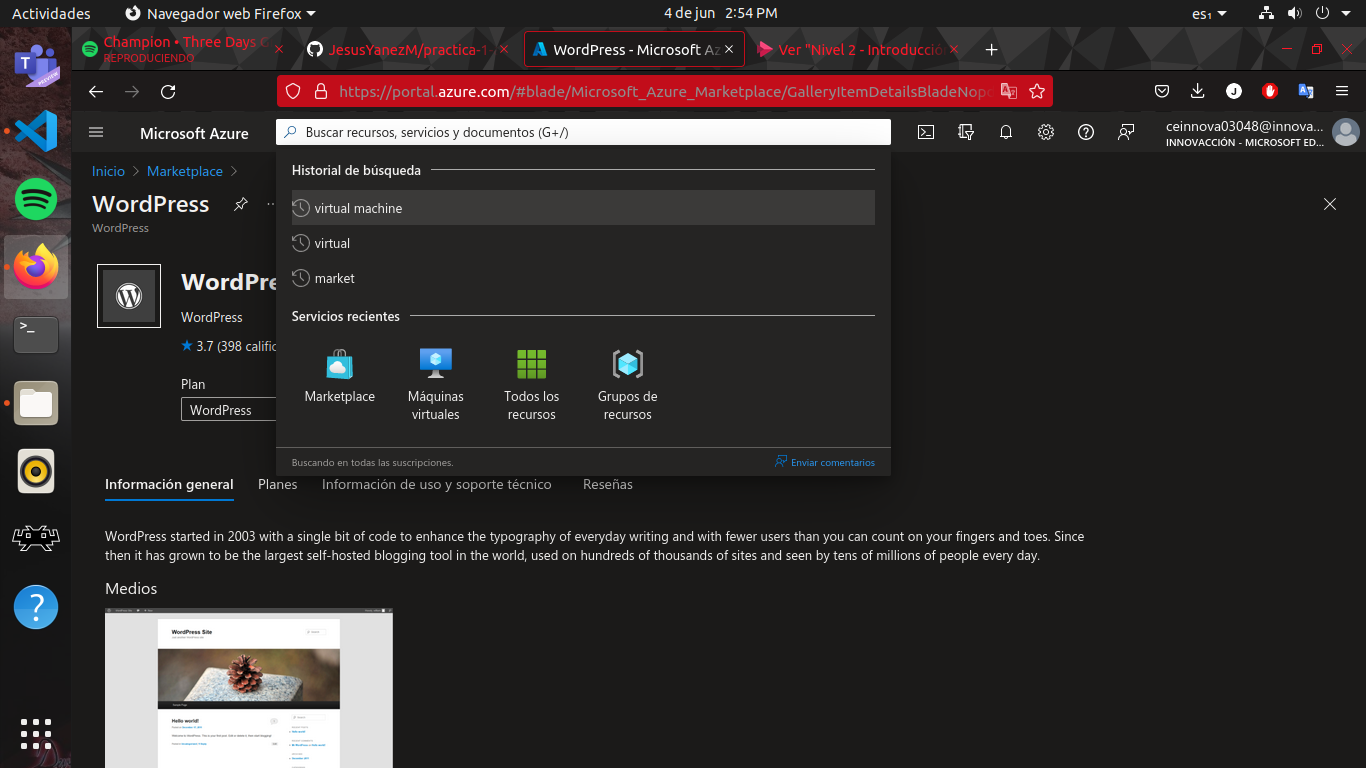 Actividades
Navegador web Firefox
4 de jun 2:54 PM
es₁
Champion • Three Days G
REPRODUCIENDO
JesusYanezM/practica-1-
WordPress - Microsoft Az
Ver "Nivel 2 - Introducción
https://portal.azure.com/#blade/Microsoft_Azure_Marketplace/GalleryItemDetailsBladeNopc
Microsoft Azure
Buscar recursos, servicios y documentos (G+/)
ceinnova03048@innova...
INNOVACCIÓN - MICROSOFT ED...
Inicio > Marketplace >
WordPress
WordPress
Historial de búsqueda
virtual machine
virtual
market
Servicios recientes
Marketplace
Máquinas virtuales
Todos los recursos
Grupos de recursos
Buscando en todas las suscripciones.
Enviar comentarios
WordPre
WordPress
3.7 (398 calific
Plan
WordPress
Información general
Planes
Información de uso y soporte técnico
Reseñas
WordPress started in 2003 with a single bit of code to enhance the typography of everyday writing and with fewer users than you can count on your fingers and toes. Since
then it has grown to be the largest self-hosted blogging tool in the world, used on hundreds of thousands of sites and seen by tens of millions of people every day.
Medios
WordPress Site
Hello world!